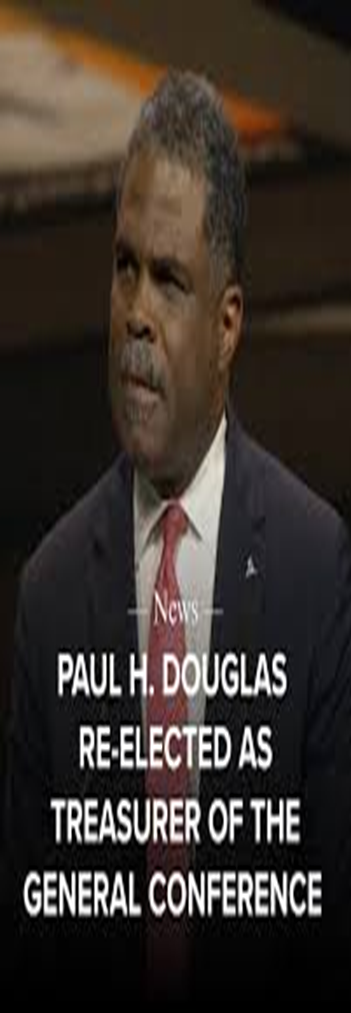 News
PAUL H. DOUGLAS
RE-ELECTED AS
TREASURER OF THE
GENERAL CONFERENCE